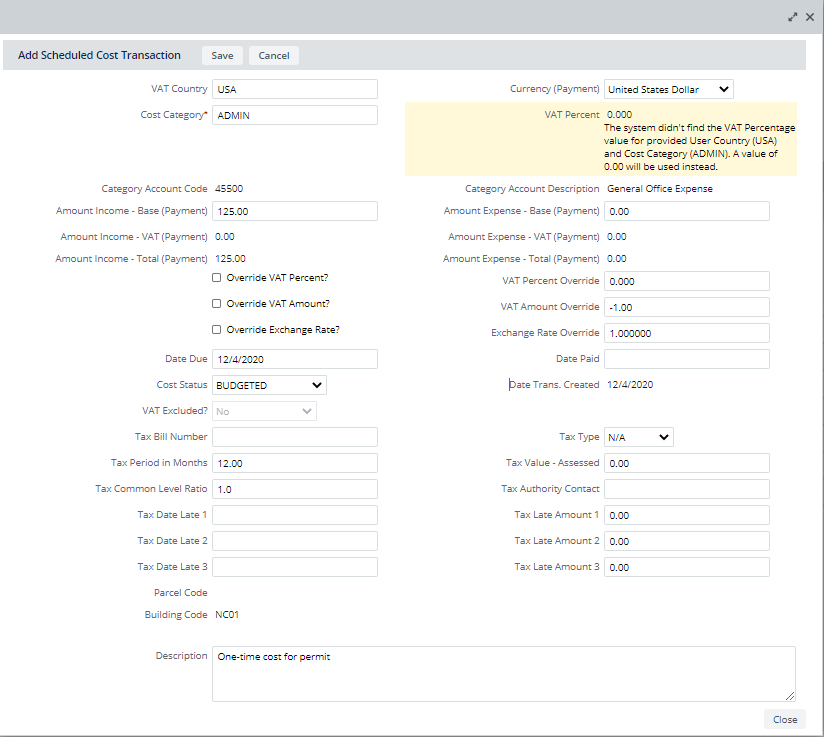 Add Scheduled Cost Transaction Save Cancel
VAT Country USA Currency (Payment) United States Dollar
Cost Category* ADMIN VAT Percent 0.000
The system didn't find the VAT Percentage
value for provided User Country (USA)
and Cost Category (ADMIN). A value of
0.00 will be used instead.
Category Account Code 45500 Category Account Description General Office Expense
Amount Income - Base (Payment) 125.00 Amount Expense - Base (Payment) 0.00
Amount Income - VAT (Payment) 0.00 Amount Expense - VAT (Payment) 0.00
Amount Income - Total (Payment) 125.00 Amount Expense - Total (Payment) 0.00
Override VAT Percent? VAT Percent Override 0.000
Override VAT Amount? VAT Amount Override -1.00
Override Exchange Rate? Exchange Rate Override 1.000000
Date Due 12/4/2020 Date Paid
Cost Status BUDGETED Date Trans. Created 12/4/2020
VAT Excluded? No
Tax Bill Number Tax Type N/A
Tax Period in Months 12.00 Tax Value - Assessed 0.00
Tax Common Level Ratio 1.0 Tax Authority Contact
Tax Date Late 1 Tax Late Amount 1 0.00
Tax Date Late 2 Tax Late Amount 2 0.00
Tax Date Late 3 Tax Late Amount 3 0.00
Parcel Code
Building Code NC01
Description One-time cost for permit
Close